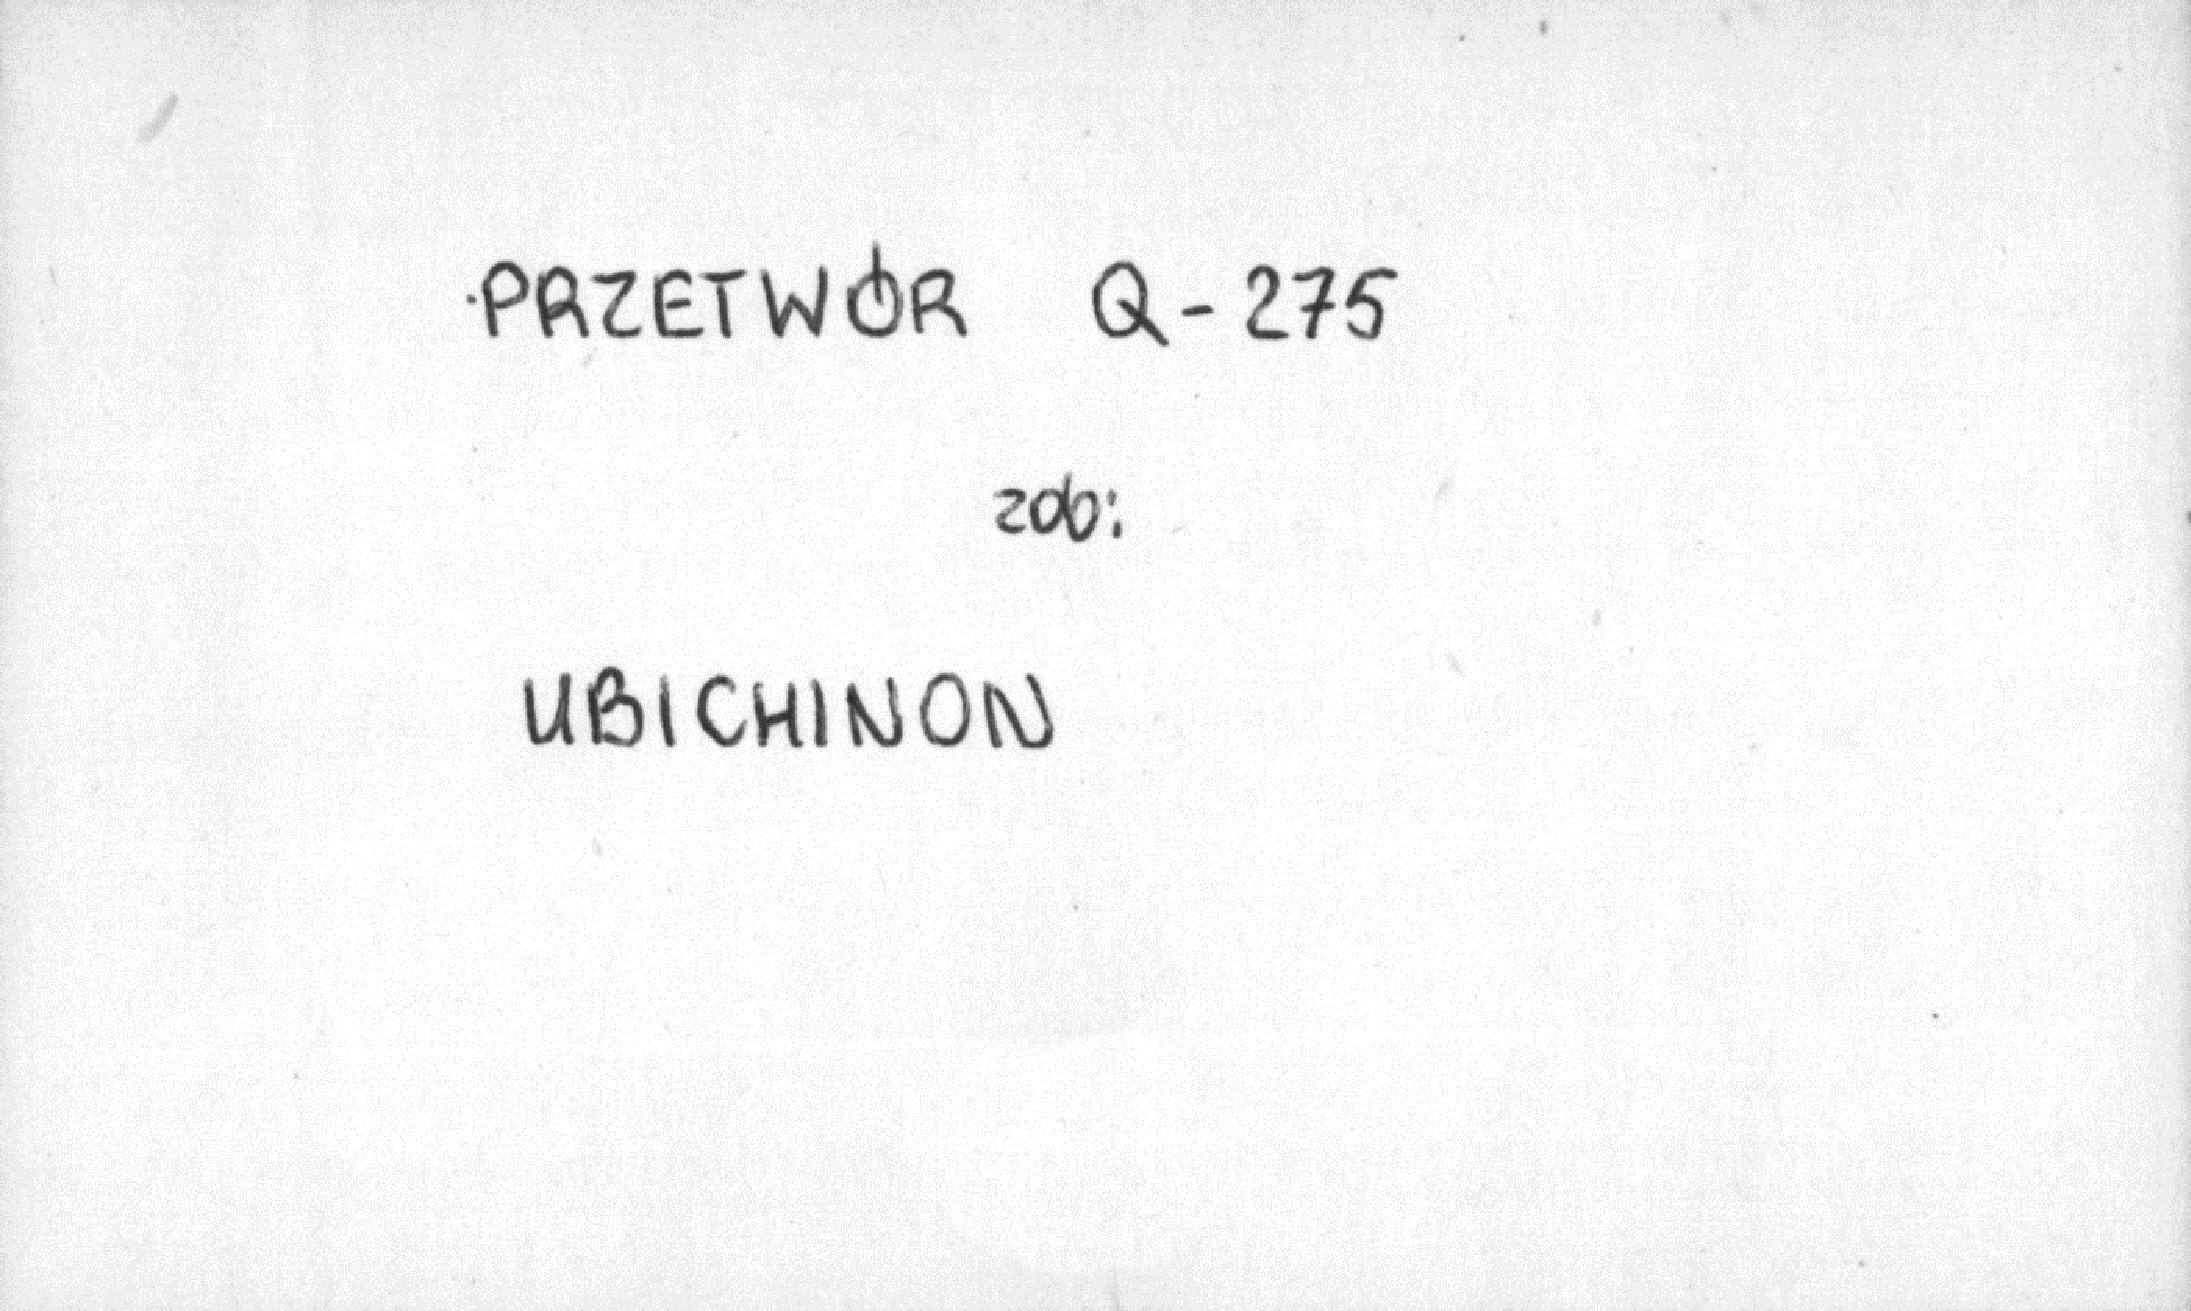 PRZETWÓR Q-275
zob:
UBICHINON